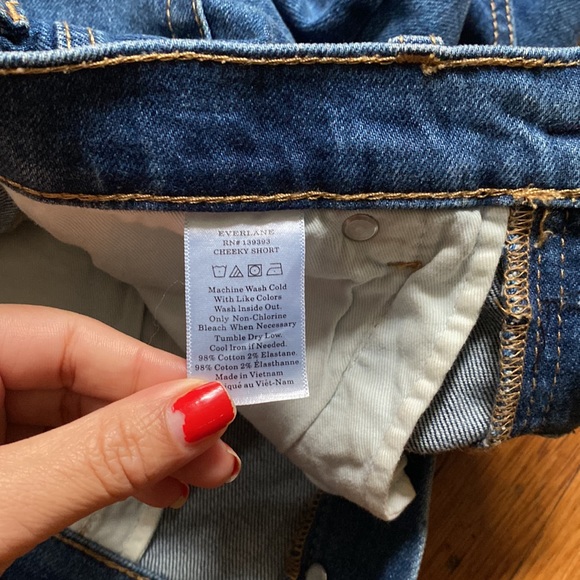 EVERLANE
RN# 139393
CHEEKY SHORT
Machine Wash Cold
With Like Colors
Wash Inside Out.
Only Non-Chlorine
Bleach When Necessary
Tumble Dry Low.
Cool Iron if Needed.
98% Cotton 2% Elastane.
98% Coton 2% Élasthanne
Made in Vietnam
iqué au Việt-Nam